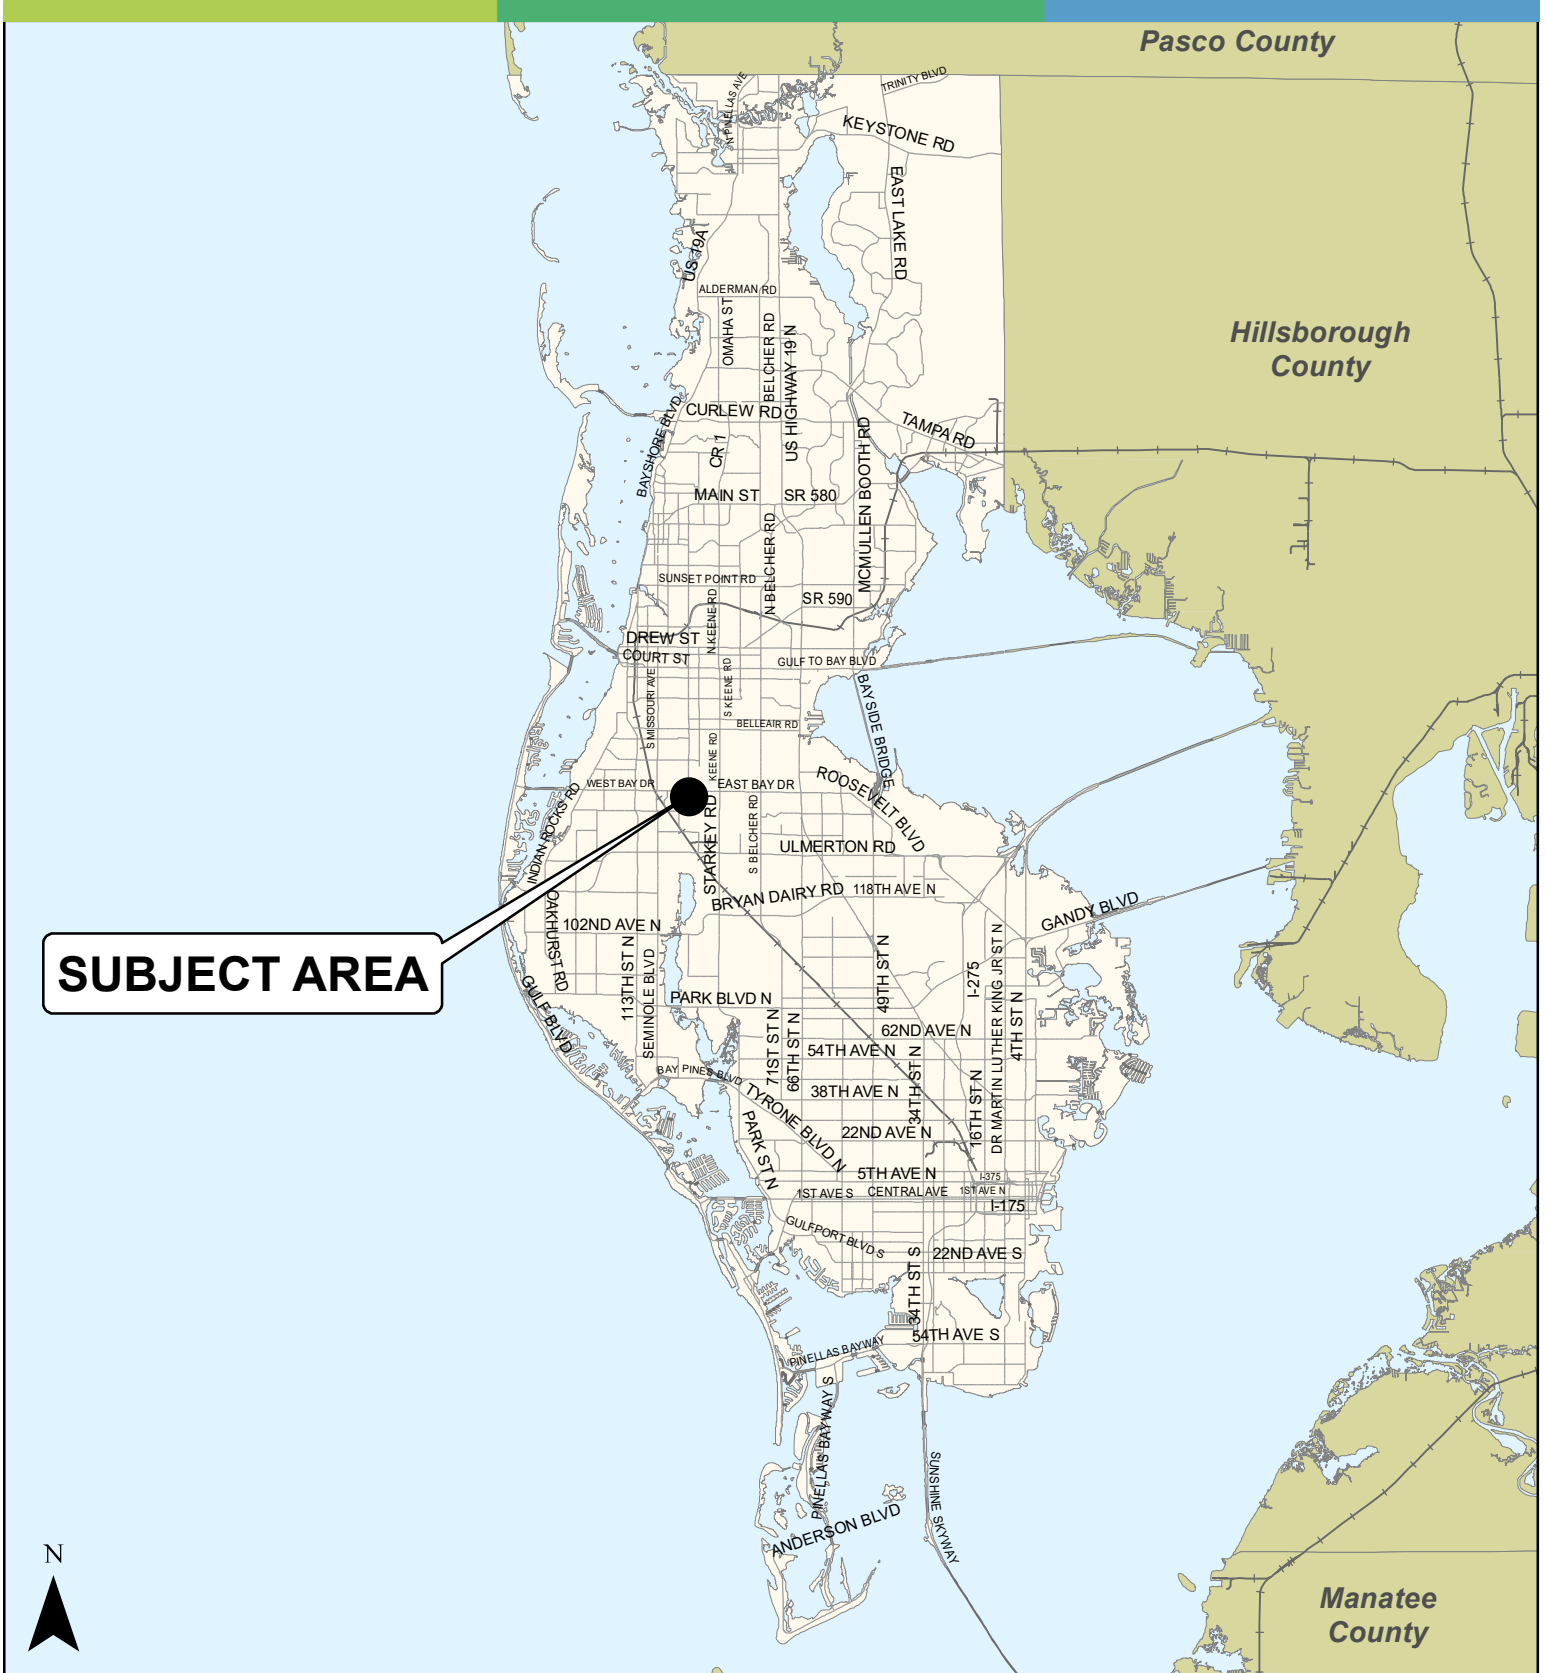 Pasco County
TRINITY BLVD
N PINELLAS AVE
KEYSTONE RD
EAST LAKE RD
US 19A
ALDERMAN RD
OMAHA ST
BELCHER RD
US HIGHWAY 19 N
Hillsborough
County
CURLEW RD
TAMPA RD
BAYSHORE BLVD
CR 1
MCMULLEN BOOTH RD
MAIN ST
SR 580
N BELCHER RD
SUNSET POINT RD
SR 590
N KEENE RD
DREW ST
COURT ST
GULF TO BAY BLVD
S KEENE RD
S MISSOURI AVE
BAYSIDE BRIDGE
BELLEAIR RD
KEENE RD
WEST BAY DR
EAST BAY DR
ROOSEVELT BLVD
INDIAN ROCKS RD
STARKEY RD
S BELCHER RD
ULMERTON RD
BRYAN DAIRY RD
118TH AVE N
OAKHURST RD
102ND AVE N
GANDY BLVD
SUBJECT AREA
113TH ST N
SEMINOLE BLVD
49TH ST N
I-275
DR MARTIN LUTHER KING JR ST N
4TH ST N
GULF BLVD
PARK BLVD N
71ST ST N
66TH ST N
62ND AVE N
54TH AVE N
34TH ST N
BAY PINES BLVD
TYRONE BLVD N
38TH AVE N
16TH ST N
PARK ST N
22ND AVE N
5TH AVE N
I-375
1ST AVE S
CENTRAL AVE
1ST AVE N
I-175
GULFPORT BLVD S
22ND AVE S
34TH ST S
54TH AVE S
PINELLAS BAYWAY
PINELLAS BAYWAY S
SUNSHINE SKYWAY
ANDERSON BLVD
N
Manatee
County